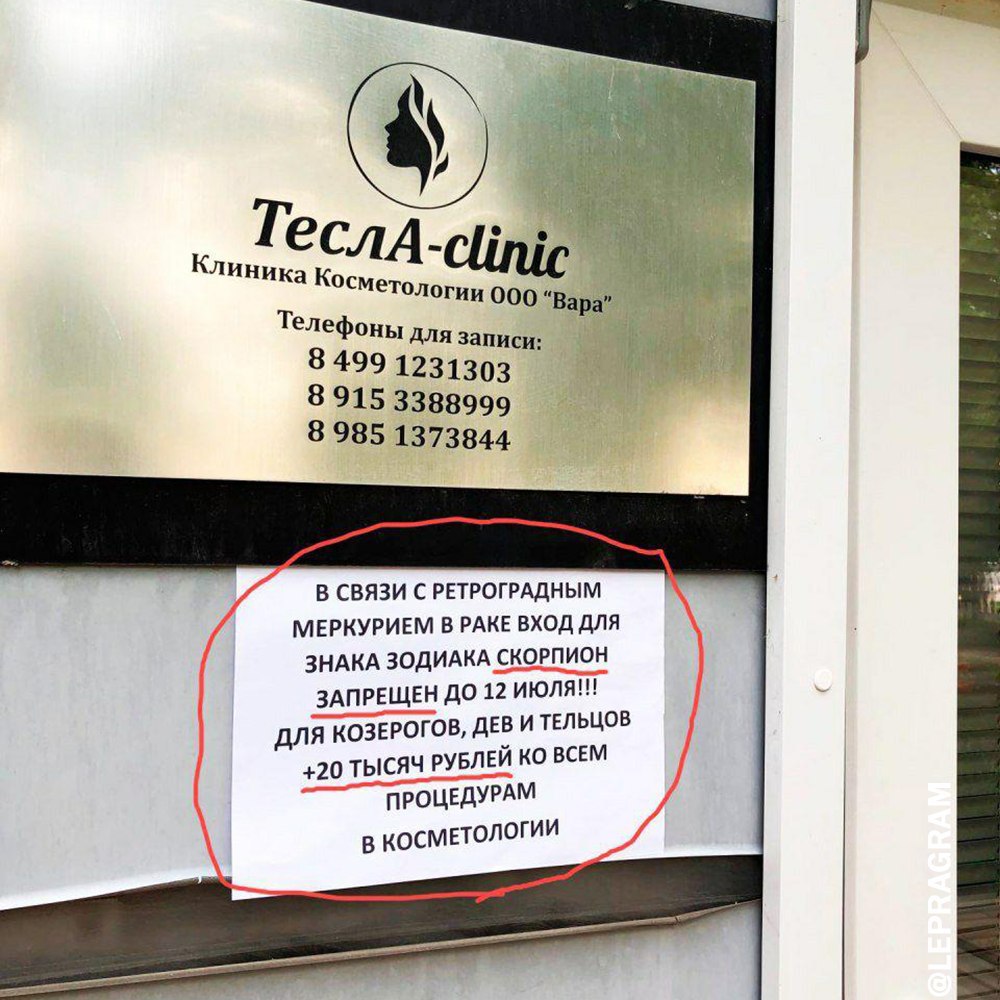 ТеслА-clinic
Клиника Косметологии ООО “Вара”
Телефоны для записи:
8 499 1231303
8 915 3388999
8 985 1373844
В СВЯЗИ С РЕТРОГРАДНЫМ
МЕРКУРИЕМ В РАКЕ ВХОД ДЛЯ
ЗНАКА ЗОДИАКА СКОРПИОН
ЗАПРЕЩЕН ДО 12 ИЮЛЯ!!!
ДЛЯ КОЗЕРОГОВ, ДЕВ И ТЕЛЬЦОВ
+20 ТЫСЯЧ РУБЛЕЙ КО ВСЕМ
ПРОЦЕДУРАМ
В КОСМЕТОЛОГИИ
@LEPRAGRAM